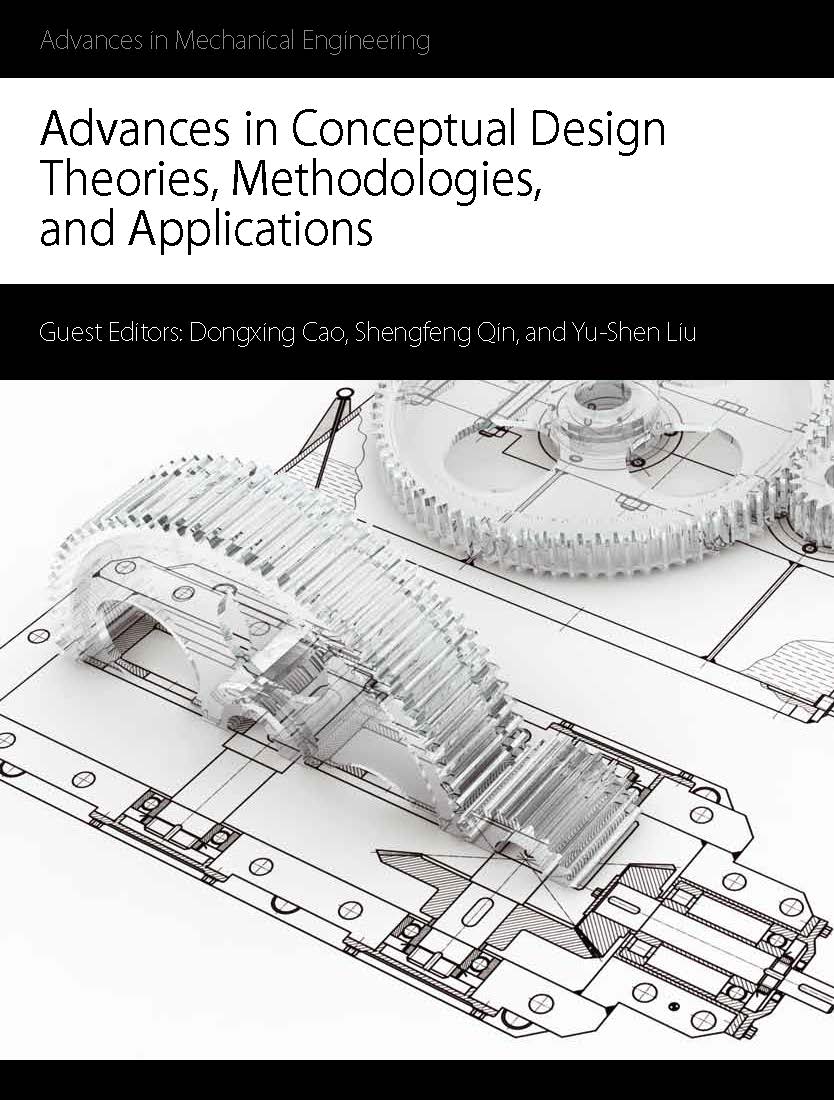 Advances in Mechanical Engineering
Advances in Conceptual Design
Theories, Methodologies,
and Applications
Guest Editors: Dongxing Cao, Shengfeng Qin, and Yu-Shen Liu